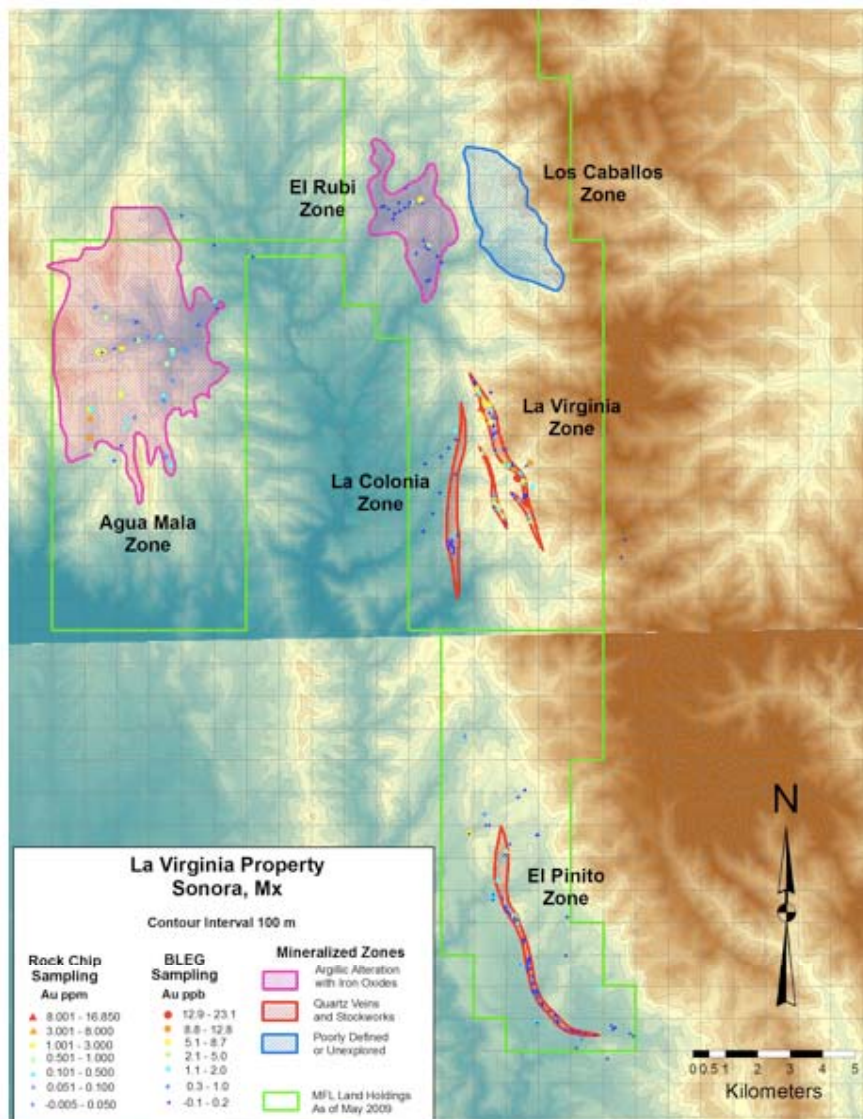 El Rubi
Zone
Los Caballos
Zone
La Virginia
Zone
La Colonia
Zone
Agua Mala
Zone
El Pinito
Zone
N
La Virginia Property
Sonora, Mx
Contour Interval 100 m
Rock Chip
Sampling
Au ppm
8.001 - 16.850
3.001 - 8.000
1.001 - 3.000
0.501 - 1.000
0.101 - 0.500
0.051 - 0.100
-0.005 - 0.050
BLEG
Sampling
Au ppb
12.9 - 23.1
8.8 - 12.8
5.1 - 8.7
2.1 - 5.0
1.1 - 2.0
0.3 - 1.0
-0.1 - 0.2
Mineralized Zones
Argillic Alteration
with Iron Oxides
Quartz Veins
and Stockworks
Poorly Defined
or Unexplored
MFL Land Holdings
As of May 2009
0 0.5 1 2 3 4 5
Kilometers